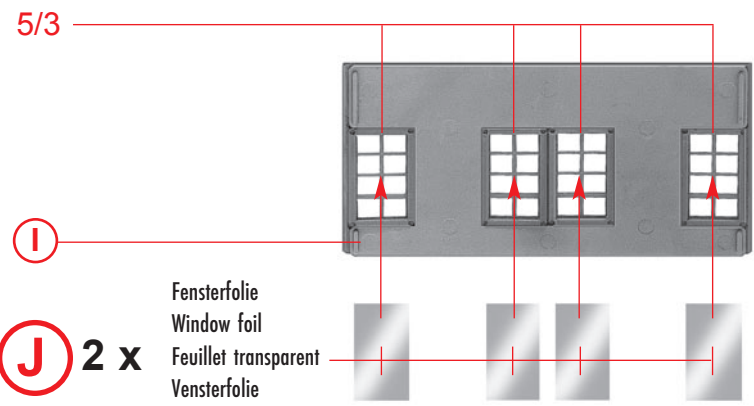 5/3
I
J 2 x
Fensterfolie
Window foil
Feuillet transparent
Vensterfolie